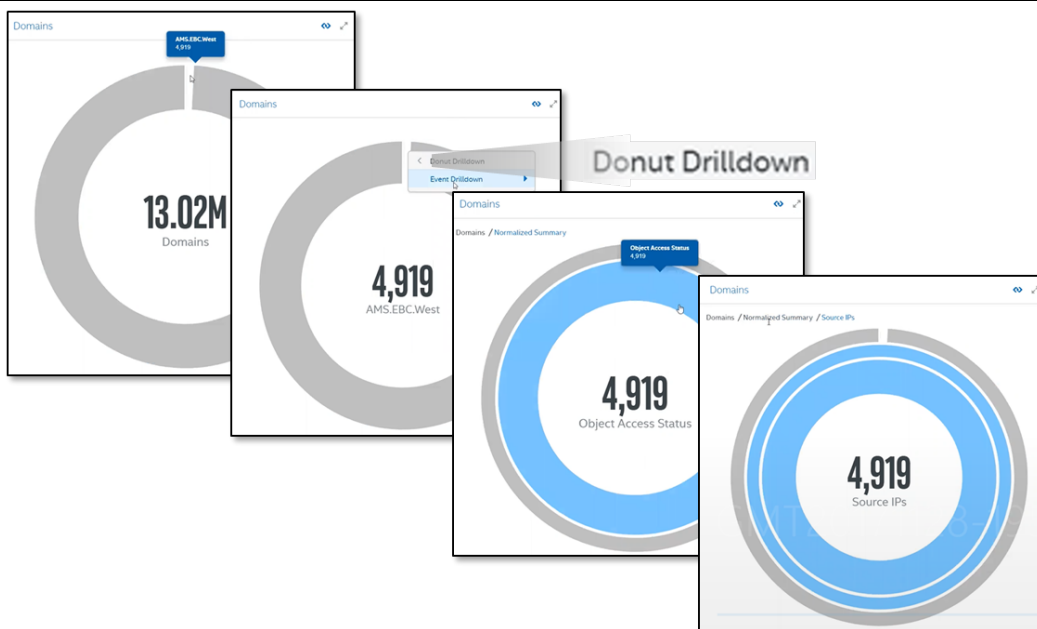 Domains
AMS.EBC.West
4,919
13.02M
Domains
Domains
Donut Drilldown
Event Drilldown
4,919
AMS.EBC.West
Donut Drilldown
Domains
Domains / Normalized Summary
Object Access Status
4,919
4,919
Object Access Status
Domains
Domains / Normalized Summary / Source IPs
4,919
Source IPs